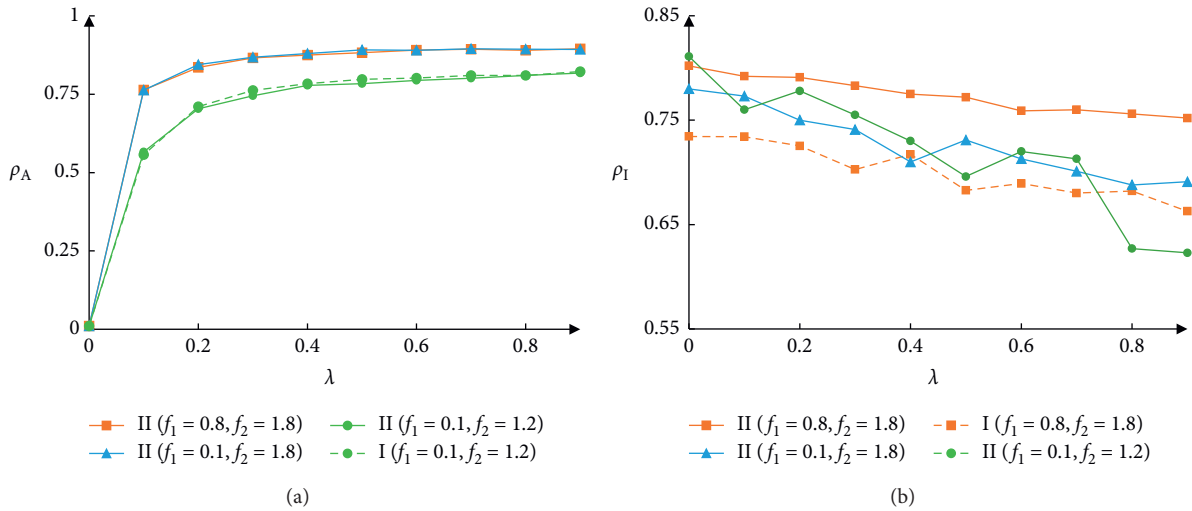 1
0.75
ρA
0.5
0.25
0
0 0.2 0.4 0.6 0.8
λ
II (f1 = 0.8, f2 = 1.8) II (f1 = 0.1, f2 = 1.2)
II (f1 = 0.1, f2 = 1.8) I (f1 = 0.1, f2 = 1.2)
(a)
0.85
0.75
ρI
0.65
0.55
0 0.2 0.4 0.6 0.8
λ
II (f1 = 0.8, f2 = 1.8) I (f1 = 0.8, f2 = 1.8)
II (f1 = 0.1, f2 = 1.8) II (f1 = 0.1, f2 = 1.2)
(b)